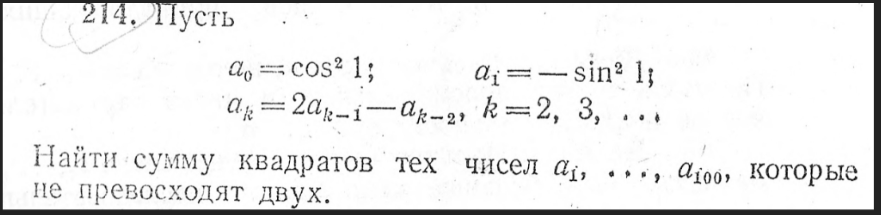 214. Пусть
a₀ = cos² 1; a₁ = — sin² 1;
aₖ = 2aₖ₋₁ — aₖ₋₂, k = 2, 3, ...
Найти сумму квадратов тех чисел a₁, ..., a₁₀₀, которые
не превосходят двух.